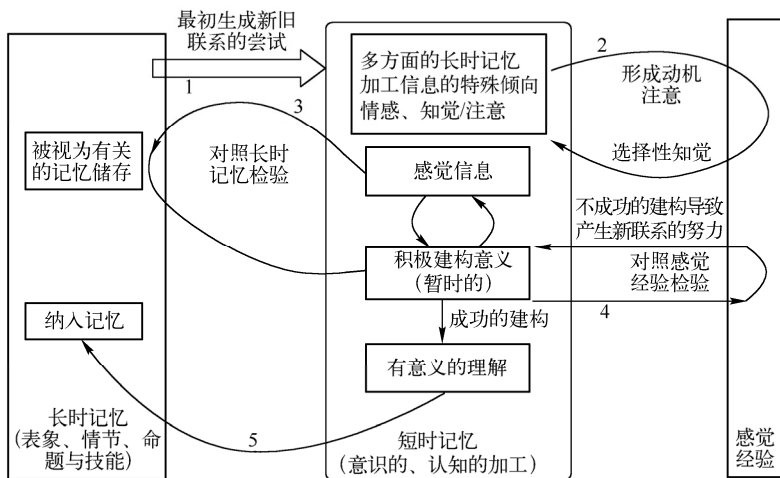 最初生成新旧
联系的尝试
1
多方面的长时记忆
加工信息的特殊倾向
情感、知觉/注意
2
形成动机
注意
选择性知觉
3
被视为有关
的记忆储存
对照长时
记忆检验
感觉信息
不成功的建构导致
产生新联系的努力
积极建构意义
(暂时的)
对照感觉
经验检验
4
纳入记忆
成功的建构
有意义的理解
5
长时记忆
(表象、情节、命
题与技能)
短时记忆
(意识的、认知的加工)
感觉
经验